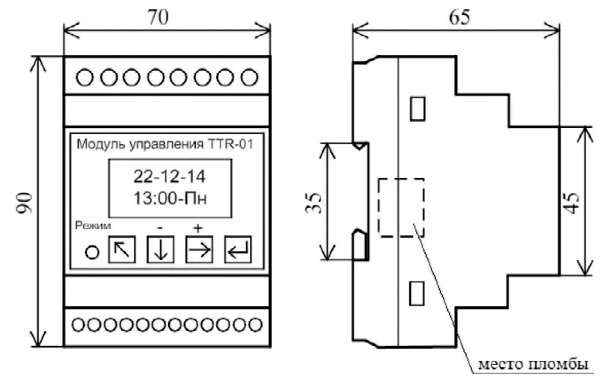 70
65
90
Модуль управления TTR-01
22-12-14
13:00-Пн
Режим
- +
35
45
место пломбы